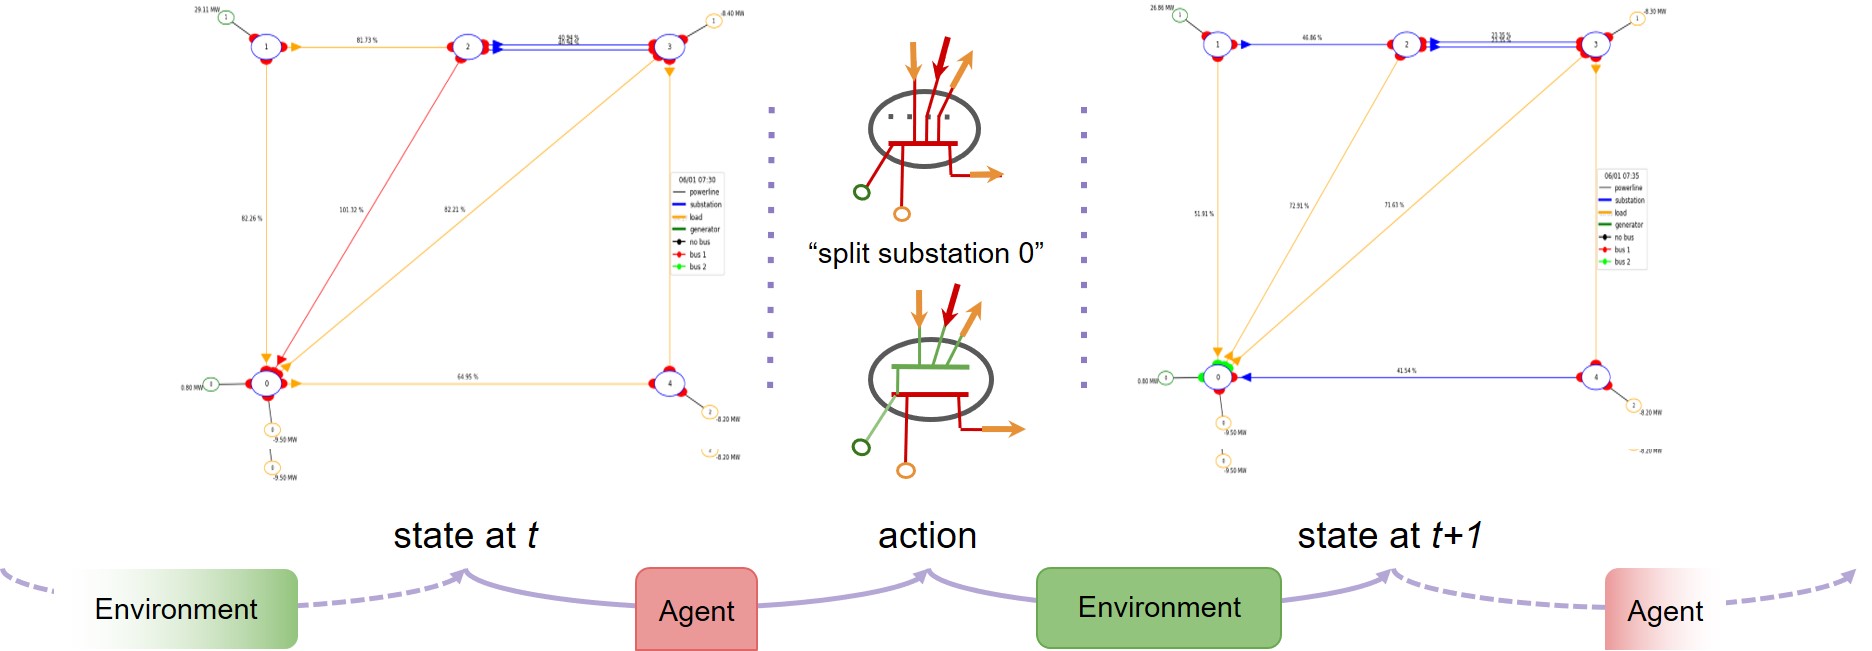 29.11 MW
1
1
81.73 %
2
40.94 %
3
1
-8.40 MW
82.26 %
101.32 %
82.21 %
06/01 07:30
powerline
substation
load
generator
no bus
bus 1
bus 2
0.80 MW
0
64.95 %
4
2
-8.20 MW
0
-9.50 MW
-8.20 MW
0
-9.50 MW
“split substation 0”
26.86 MW
1
1
46.86 %
2
23.35 %
3
1
-8.30 MW
51.91 %
72.91 %
71.63 %
06/01 07:35
powerline
substation
load
generator
no bus
bus 1
bus 2
0.80 MW
0
41.54 %
4
2
-8.20 MW
0
-9.50 MW
-8.20 MW
0
-9.50 MW
state at t
action
state at t+1
Environment
Agent
Environment
Agent